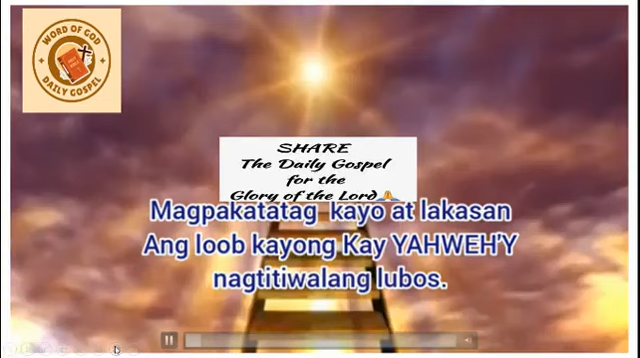 WORD OF GOD
DAILY GOSPEL
SHARE
The Daily Gospel
for the
Glory of the Lord🙏
Magpakatatag kayo at lakasan
Ang loob kayong Kay YAHWEH'Y
nagtitiwalang lubos.